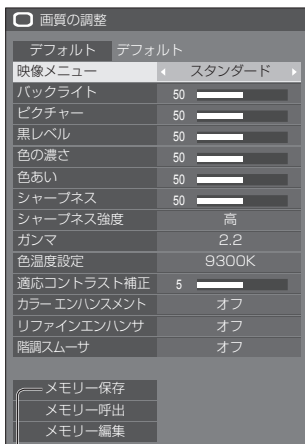 画質の調整
デフォルト デフォルト
映像メニュー スタンダード
バックライト 50
ピクチャー 50
黒レベル 50
色の濃さ 50
色あい 50
シャープネス 50
シャープネス強度 高
ガンマ 2.2
色温度設定 9300K
適応コントラスト補正 5
カラーエンハンスメント オフ
リファインエンハンサ オフ
階調スムーサ オフ
メモリー保存
メモリー呼出
メモリー編集